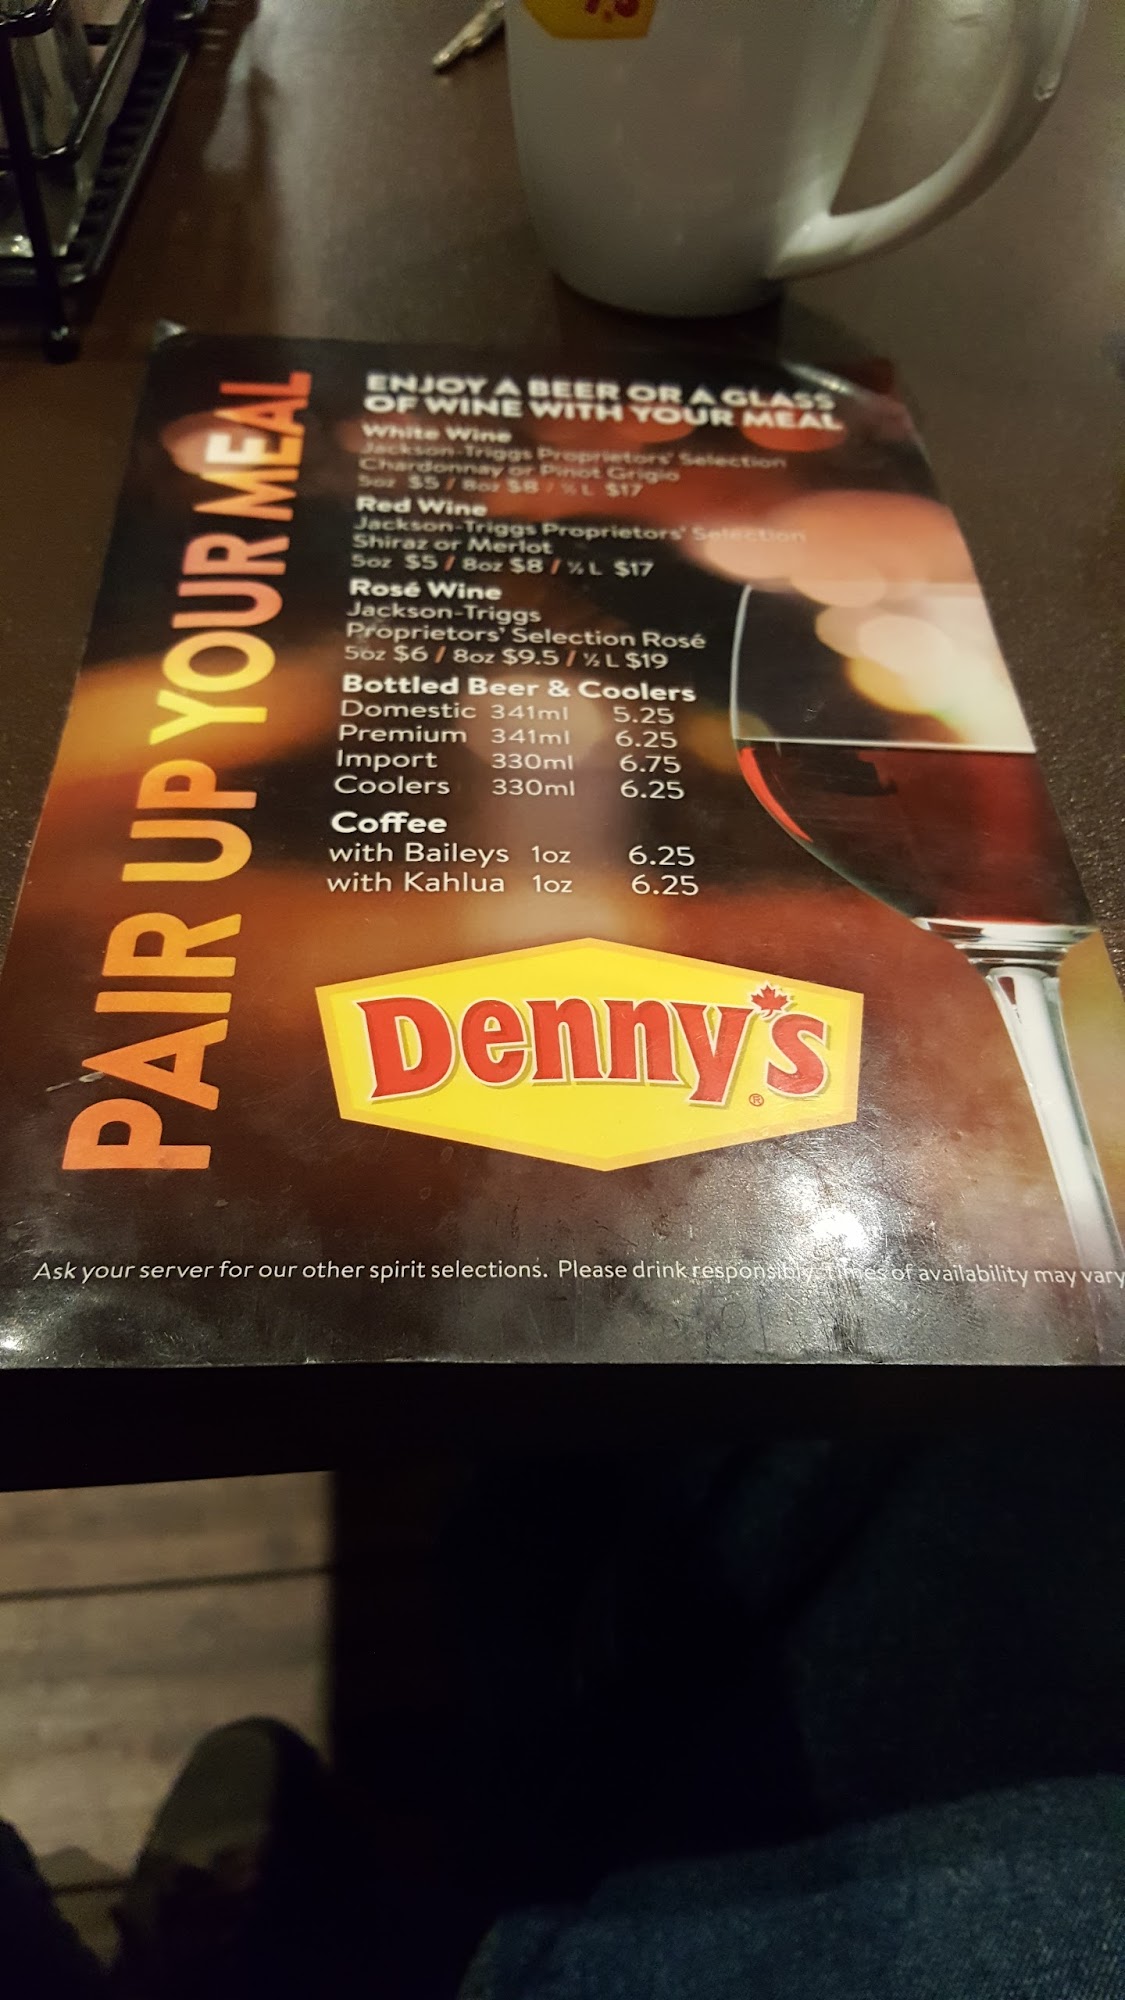 PAIR UP YOUR MEAL
ENJOY A BEER OR A GLASS
OF WINE WITH YOUR MEAL
White Wine
Jackson-Triggs Proprietors' Selection
Chardonnay or Pinot Grigio
5oz $5 / 8oz $8 / ½ L $17
Red Wine
Jackson-Triggs Proprietors' Selection
Shiraz or Merlot
5oz $5 / 8oz $8 / ½ L $17
Rosé Wine
Jackson-Triggs
Proprietors' Selection Rosé
5oz $6 / 8oz $9.5 / ½ L $19
Bottled Beer & Coolers
Domestic 341ml 5.25
Premium 341ml 6.25
Import 330ml 6.75
Coolers 330ml 6.25
Coffee
with Baileys 1oz 6.25
with Kahlua 1oz 6.25
Denny's ®
Ask your server for our other spirit selections. Please drink responsibly. Times of availability may vary